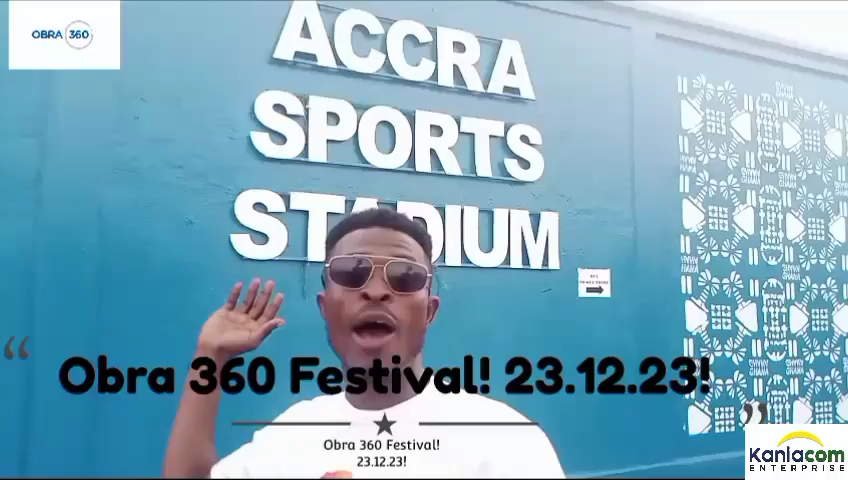 OBRA 360
ACCRA
SPORTS
STADIUM
Obra 360 Festival! 23.12.23!
Obra 360 Festival!
23.12.23!
Kanlacom
ENTERPRISE